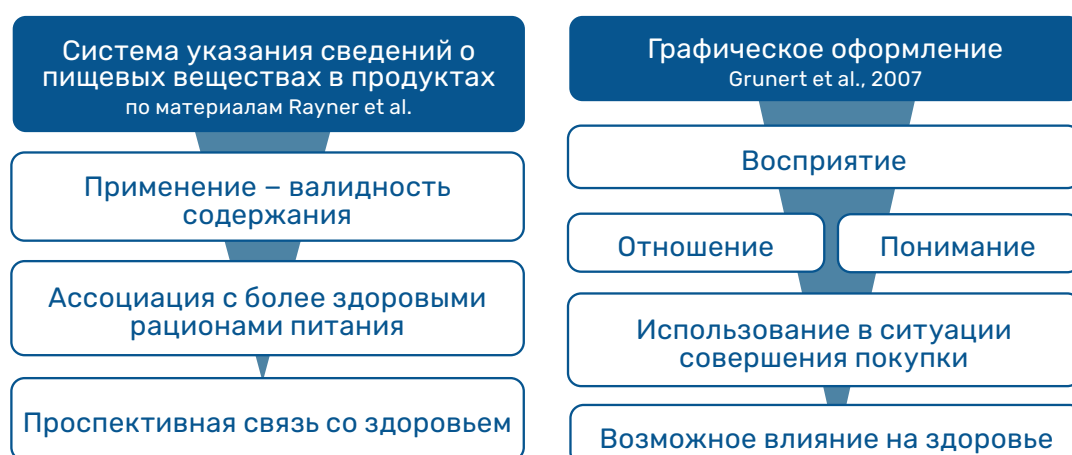 Система указания сведений о
пищевых веществах в продуктах
по материалам Rayner et al.
Применение – валидность
содержания
Ассоциация с более здоровыми
рационами питания
Проспективная связь со здоровьем
Графическое оформление
Grunert et al., 2007
Восприятие
Отношение
Понимание
Использование в ситуации
совершения покупки
Возможное влияние на здоровье